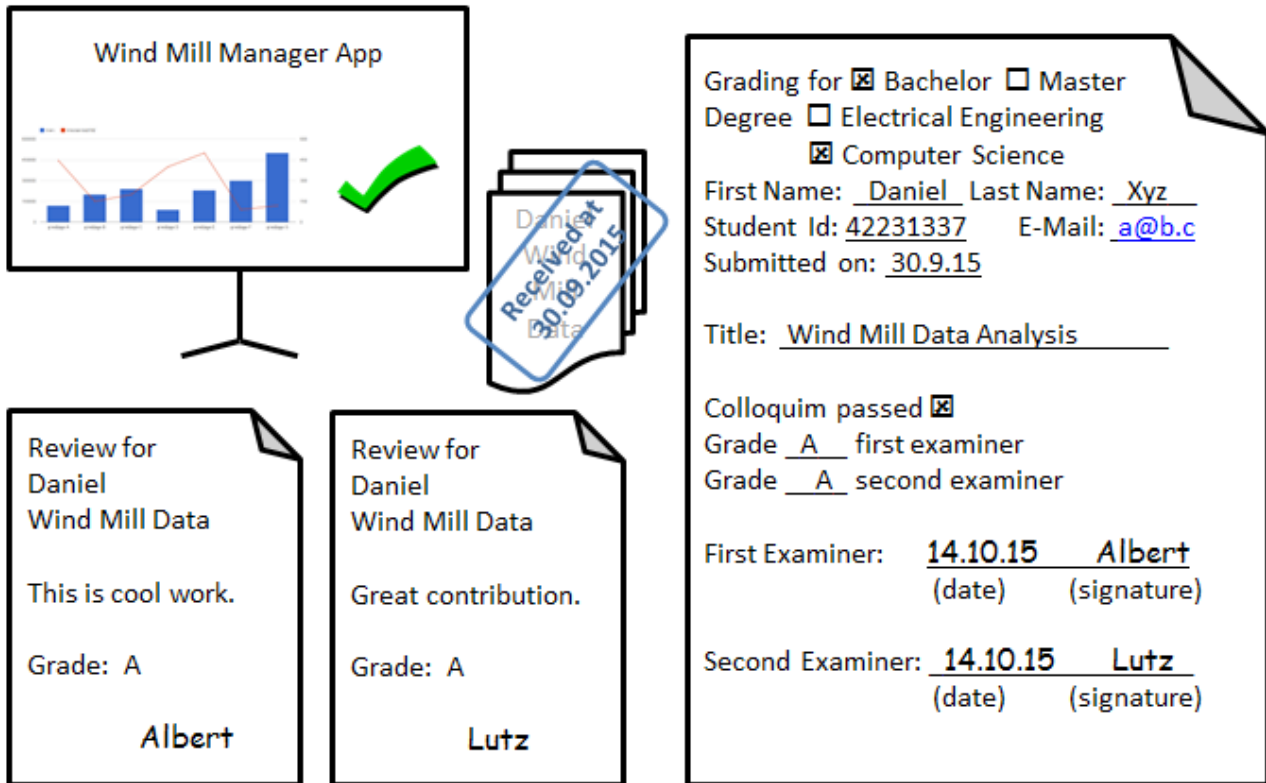 Wind Mill Manager App
Daniel
Wind
Mill
Data
Received at
30.09.2015
Review for
Daniel
Wind Mill Data
This is cool work.
Grade: A
Albert
Review for
Daniel
Wind Mill Data
Great contribution.
Grade: A
Lutz
Grading for ☒ Bachelor ☐ Master
Degree ☐ Electrical Engineering
☒ Computer Science
First Name: Daniel Last Name: Xyz
Student Id: 42231337 E-Mail: a@b.c
Submitted on: 30.9.15
Title: Wind Mill Data Analysis
Colloquim passed ☒
Grade A first examiner
Grade A second examiner
First Examiner: 14.10.15 Albert
(date) (signature)
Second Examiner: 14.10.15 Lutz
(date) (signature)